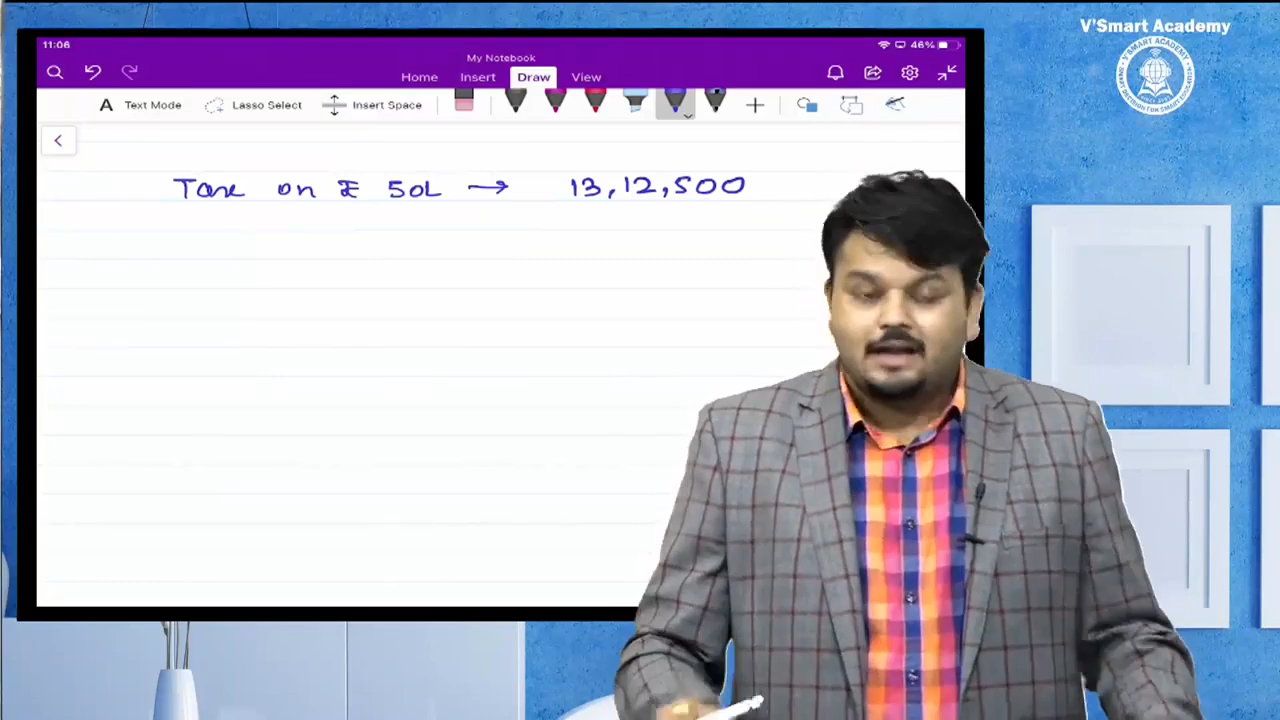 V'Smart Academy
11:06
46%
My Notebook
Home Insert Draw View
A Text Mode Lasso Select Insert Space
Tax on ₹ 50L → 13,12,500